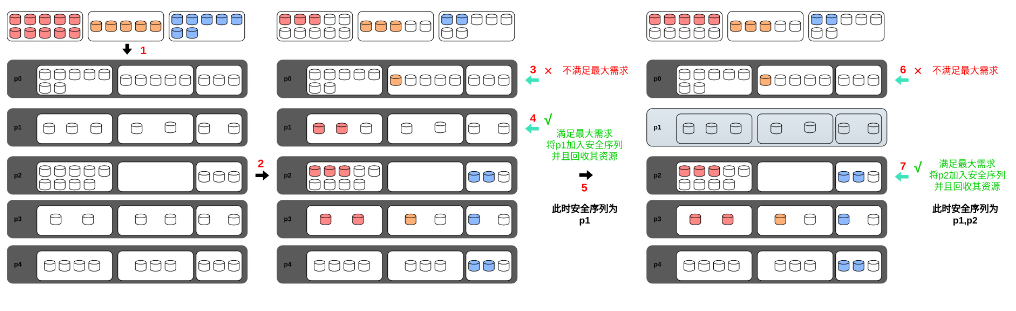 1
p0
p1
p2
p3
p4
2
p0
p1
p2
p3
p4
3 × 不满足最大需求
4 √
满足最大需求
将p1加入安全序列
并且回收其资源
5
此时安全序列为
p1
p0
p1
p2
p3
p4
6 × 不满足最大需求
7 √
满足最大需求
将p2加入安全序列
并且回收其资源
此时安全序列为
p1,p2